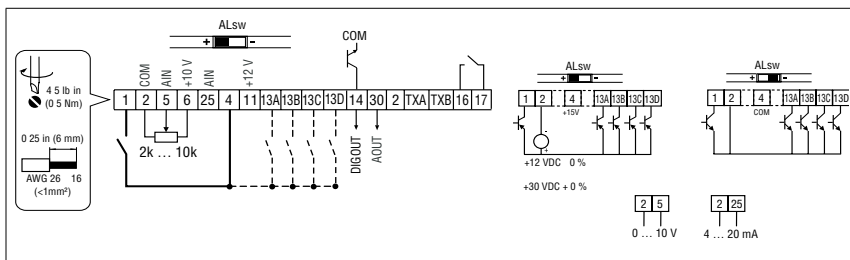 ALsw
+ -
COM
AIN
+10 V
AIN
+12 V
COM
1 2 5 6 25 4 11 13A 13B 13C 13D 14 30 2 TXA TXB 16 17
4 5 lb in
(0 5 Nm)
0 25 in (6 mm)
AWG 26 16
(<1mm²)
2k ... 10k
DIGOUT
AOUT
ALsw
+ -
1 2 4 13A 13B 13C 13D
+15V
+12 VDC 0 %
+30 VDC + 0 %
ALsw
+ -
1 2 4 13A 13B 13C 13D
COM
2 5
0 ... 10 V
2 25
4 ... 20 mA